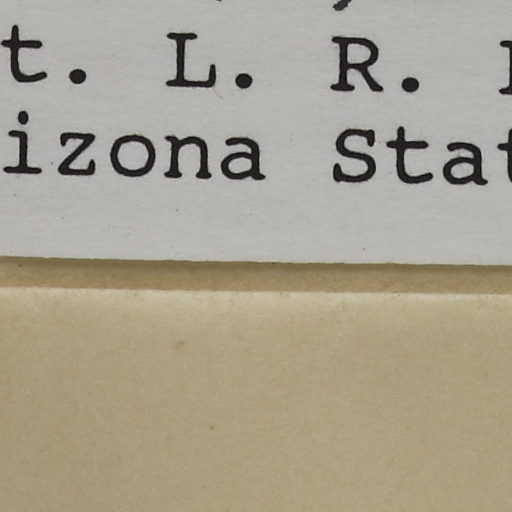 t. L. R.
izona Stat